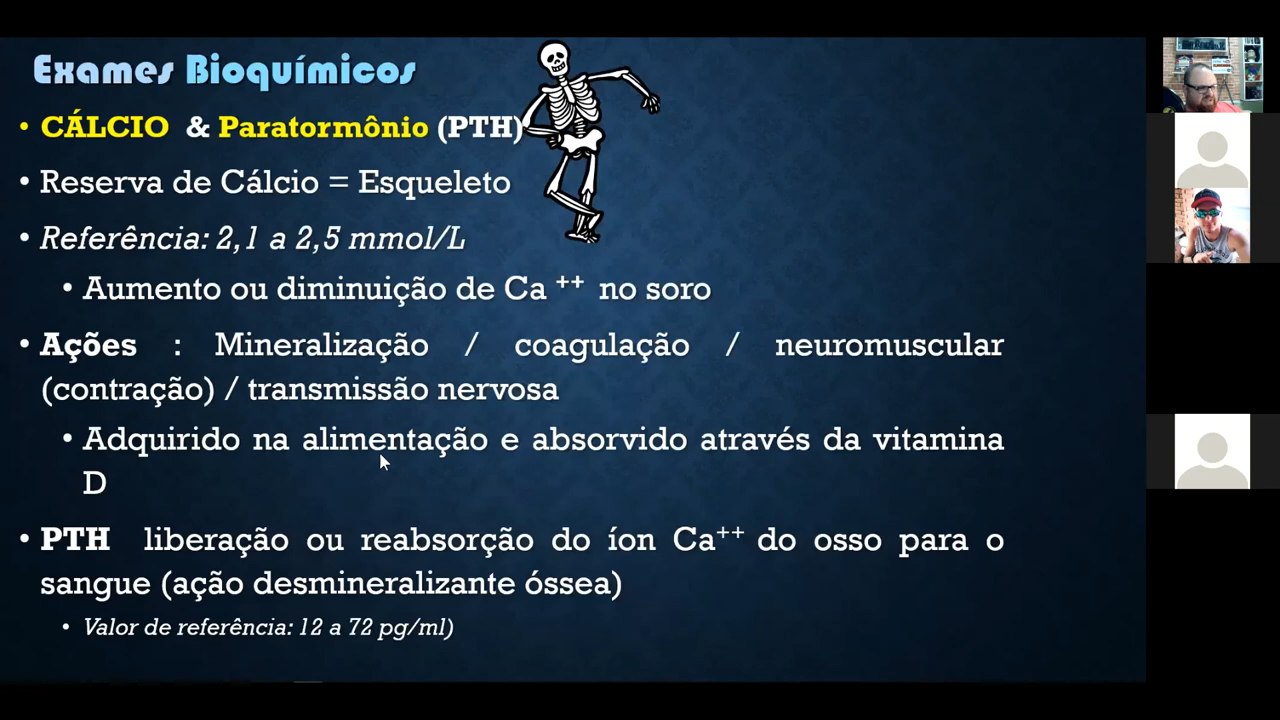 Exames Bioquímicos
• CÁLCIO & Paratormônio (PTH)
• Reserva de Cálcio = Esqueleto
• Referência: 2,1 a 2,5 mmol/L
• Aumento ou diminuição de Ca ++ no soro
• Ações : Mineralização / coagulação / neuromuscular
(contração) / transmissão nervosa
• Adquirido na alimentação e absorvido através da vitamina
D
• PTH liberação ou reabsorção do íon Ca++ do osso para o
sangue (ação desmineralizante óssea)
• Valor de referência: 12 a 72 pg/ml)